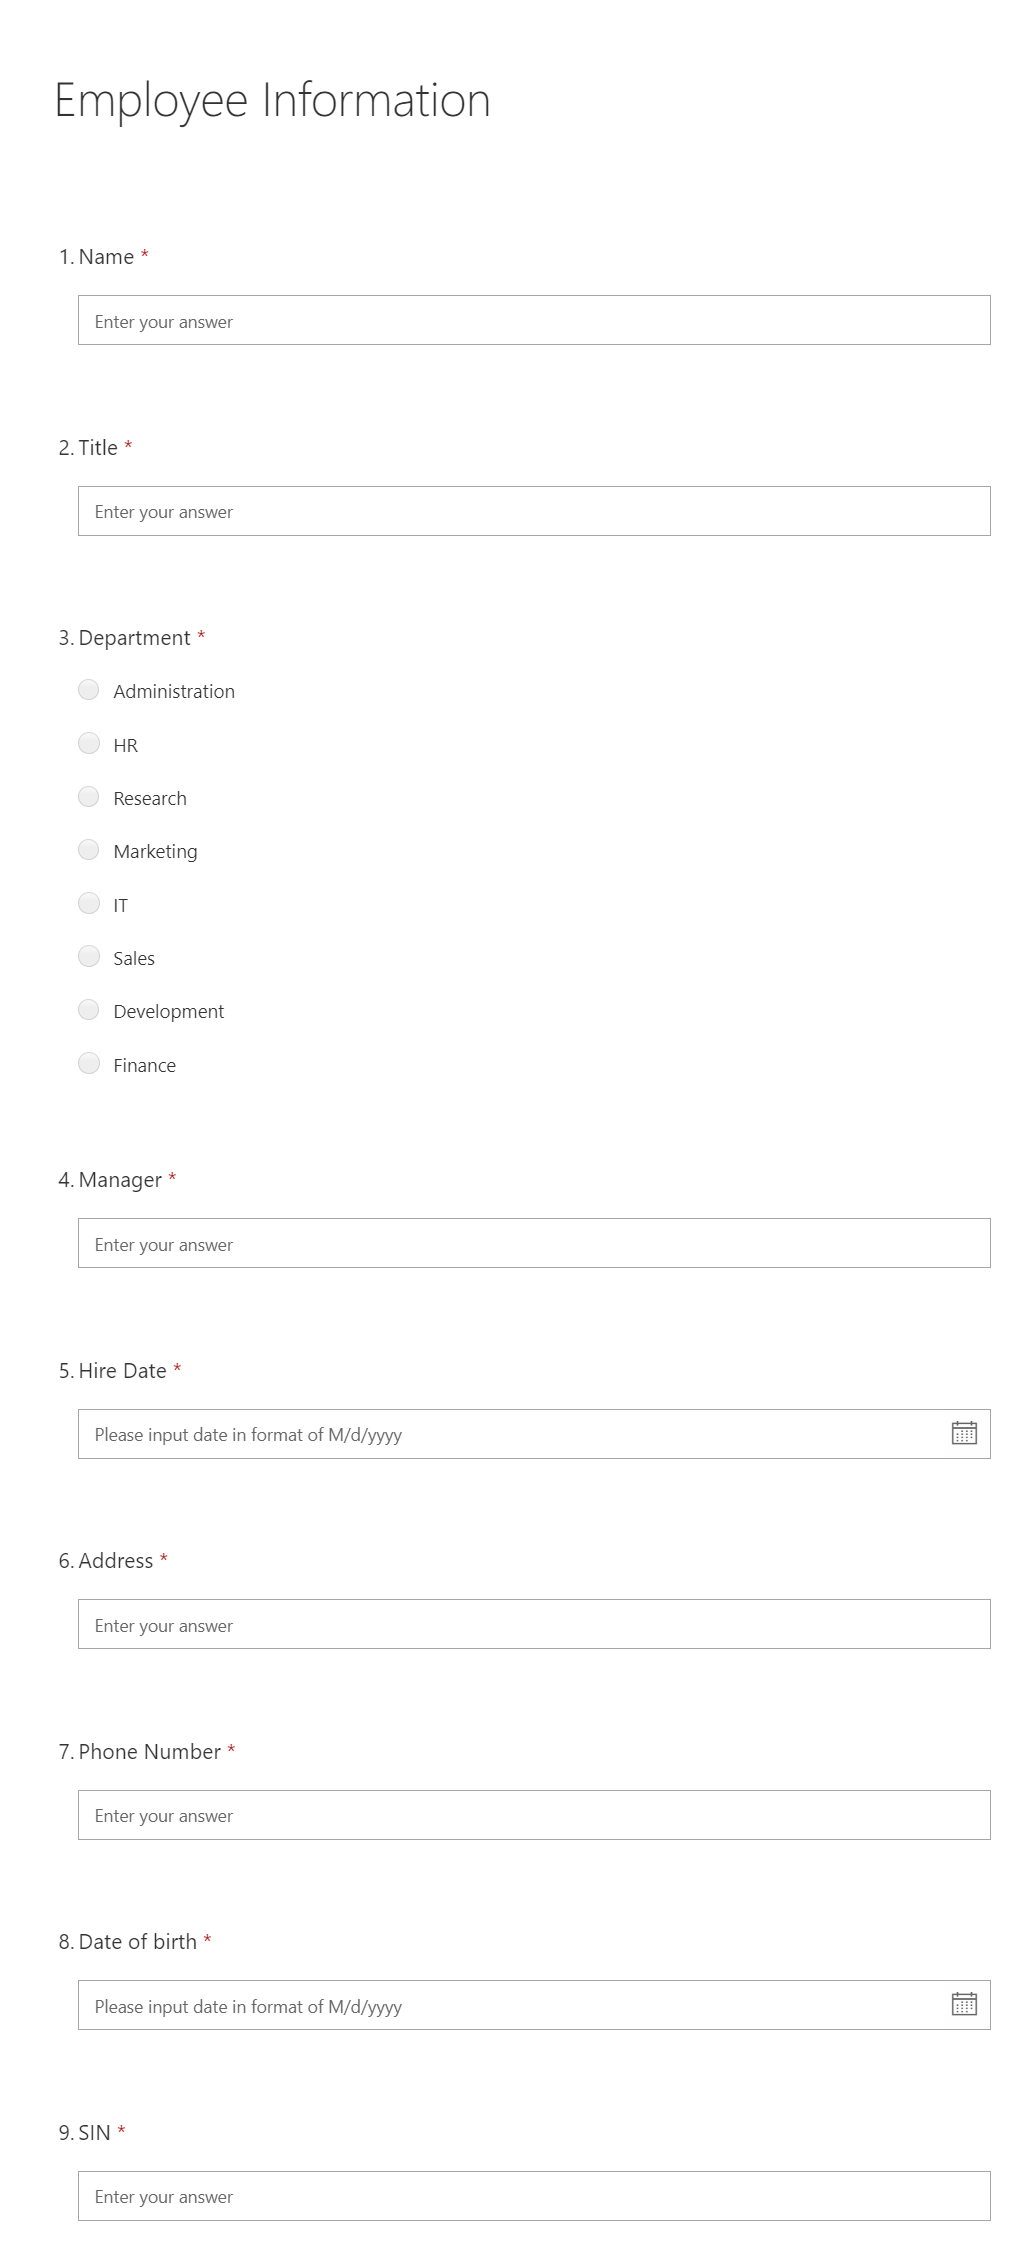 Employee Information
1. Name *
Enter your answer
2. Title *
Enter your answer
3. Department *
Administration
HR
Research
Marketing
IT
Sales
Development
Finance
4. Manager *
Enter your answer
5. Hire Date *
Please input date in format of M/d/yyyy
6. Address *
Enter your answer
7. Phone Number *
Enter your answer
8. Date of birth *
Please input date in format of M/d/yyyy
9. SIN *
Enter your answer